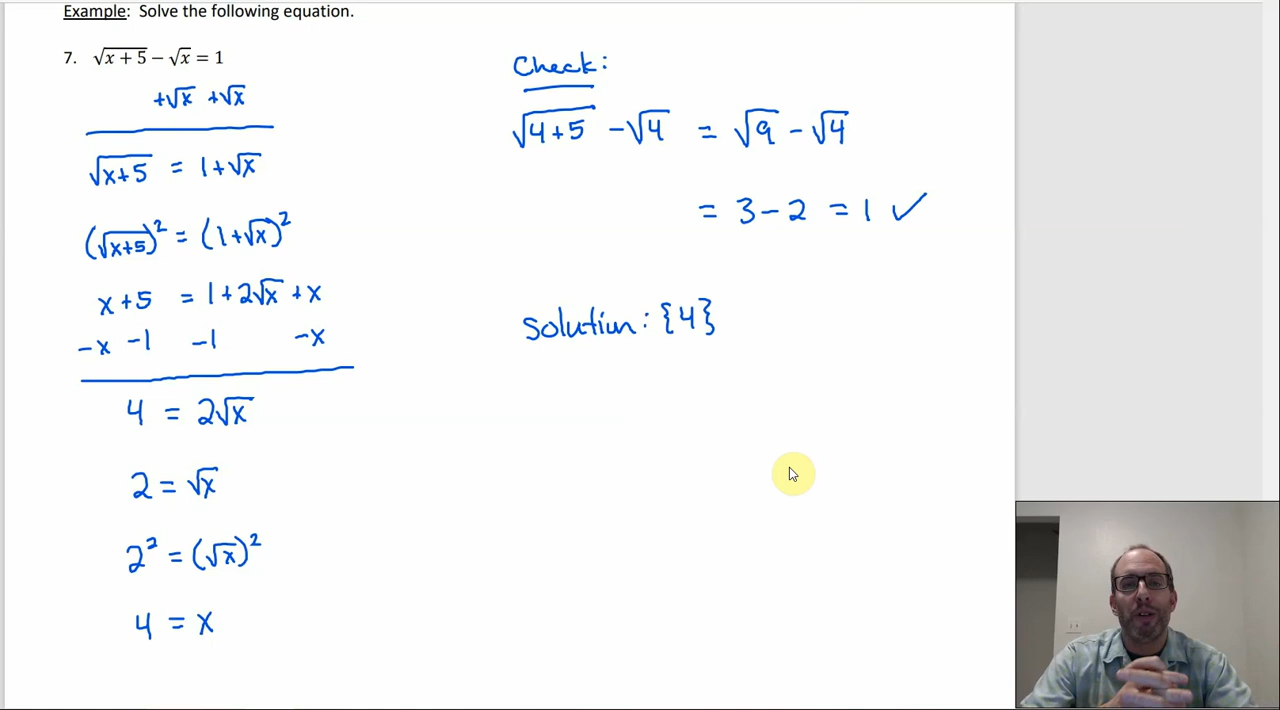 Example: Solve the following equation.
7. √(x + 5) − √x = 1
+√x +√x
√(x+5) = 1+√x
(√(x+5))² = (1+√x)²
x+5 = 1+2√x +x
−x −1 −1 −x
4 = 2√x
2 = √x
2² = (√x)²
4 = x
Check:
√(4+5) −√4 = √9 − √4
= 3−2 = 1 ✓
Solution: {4}